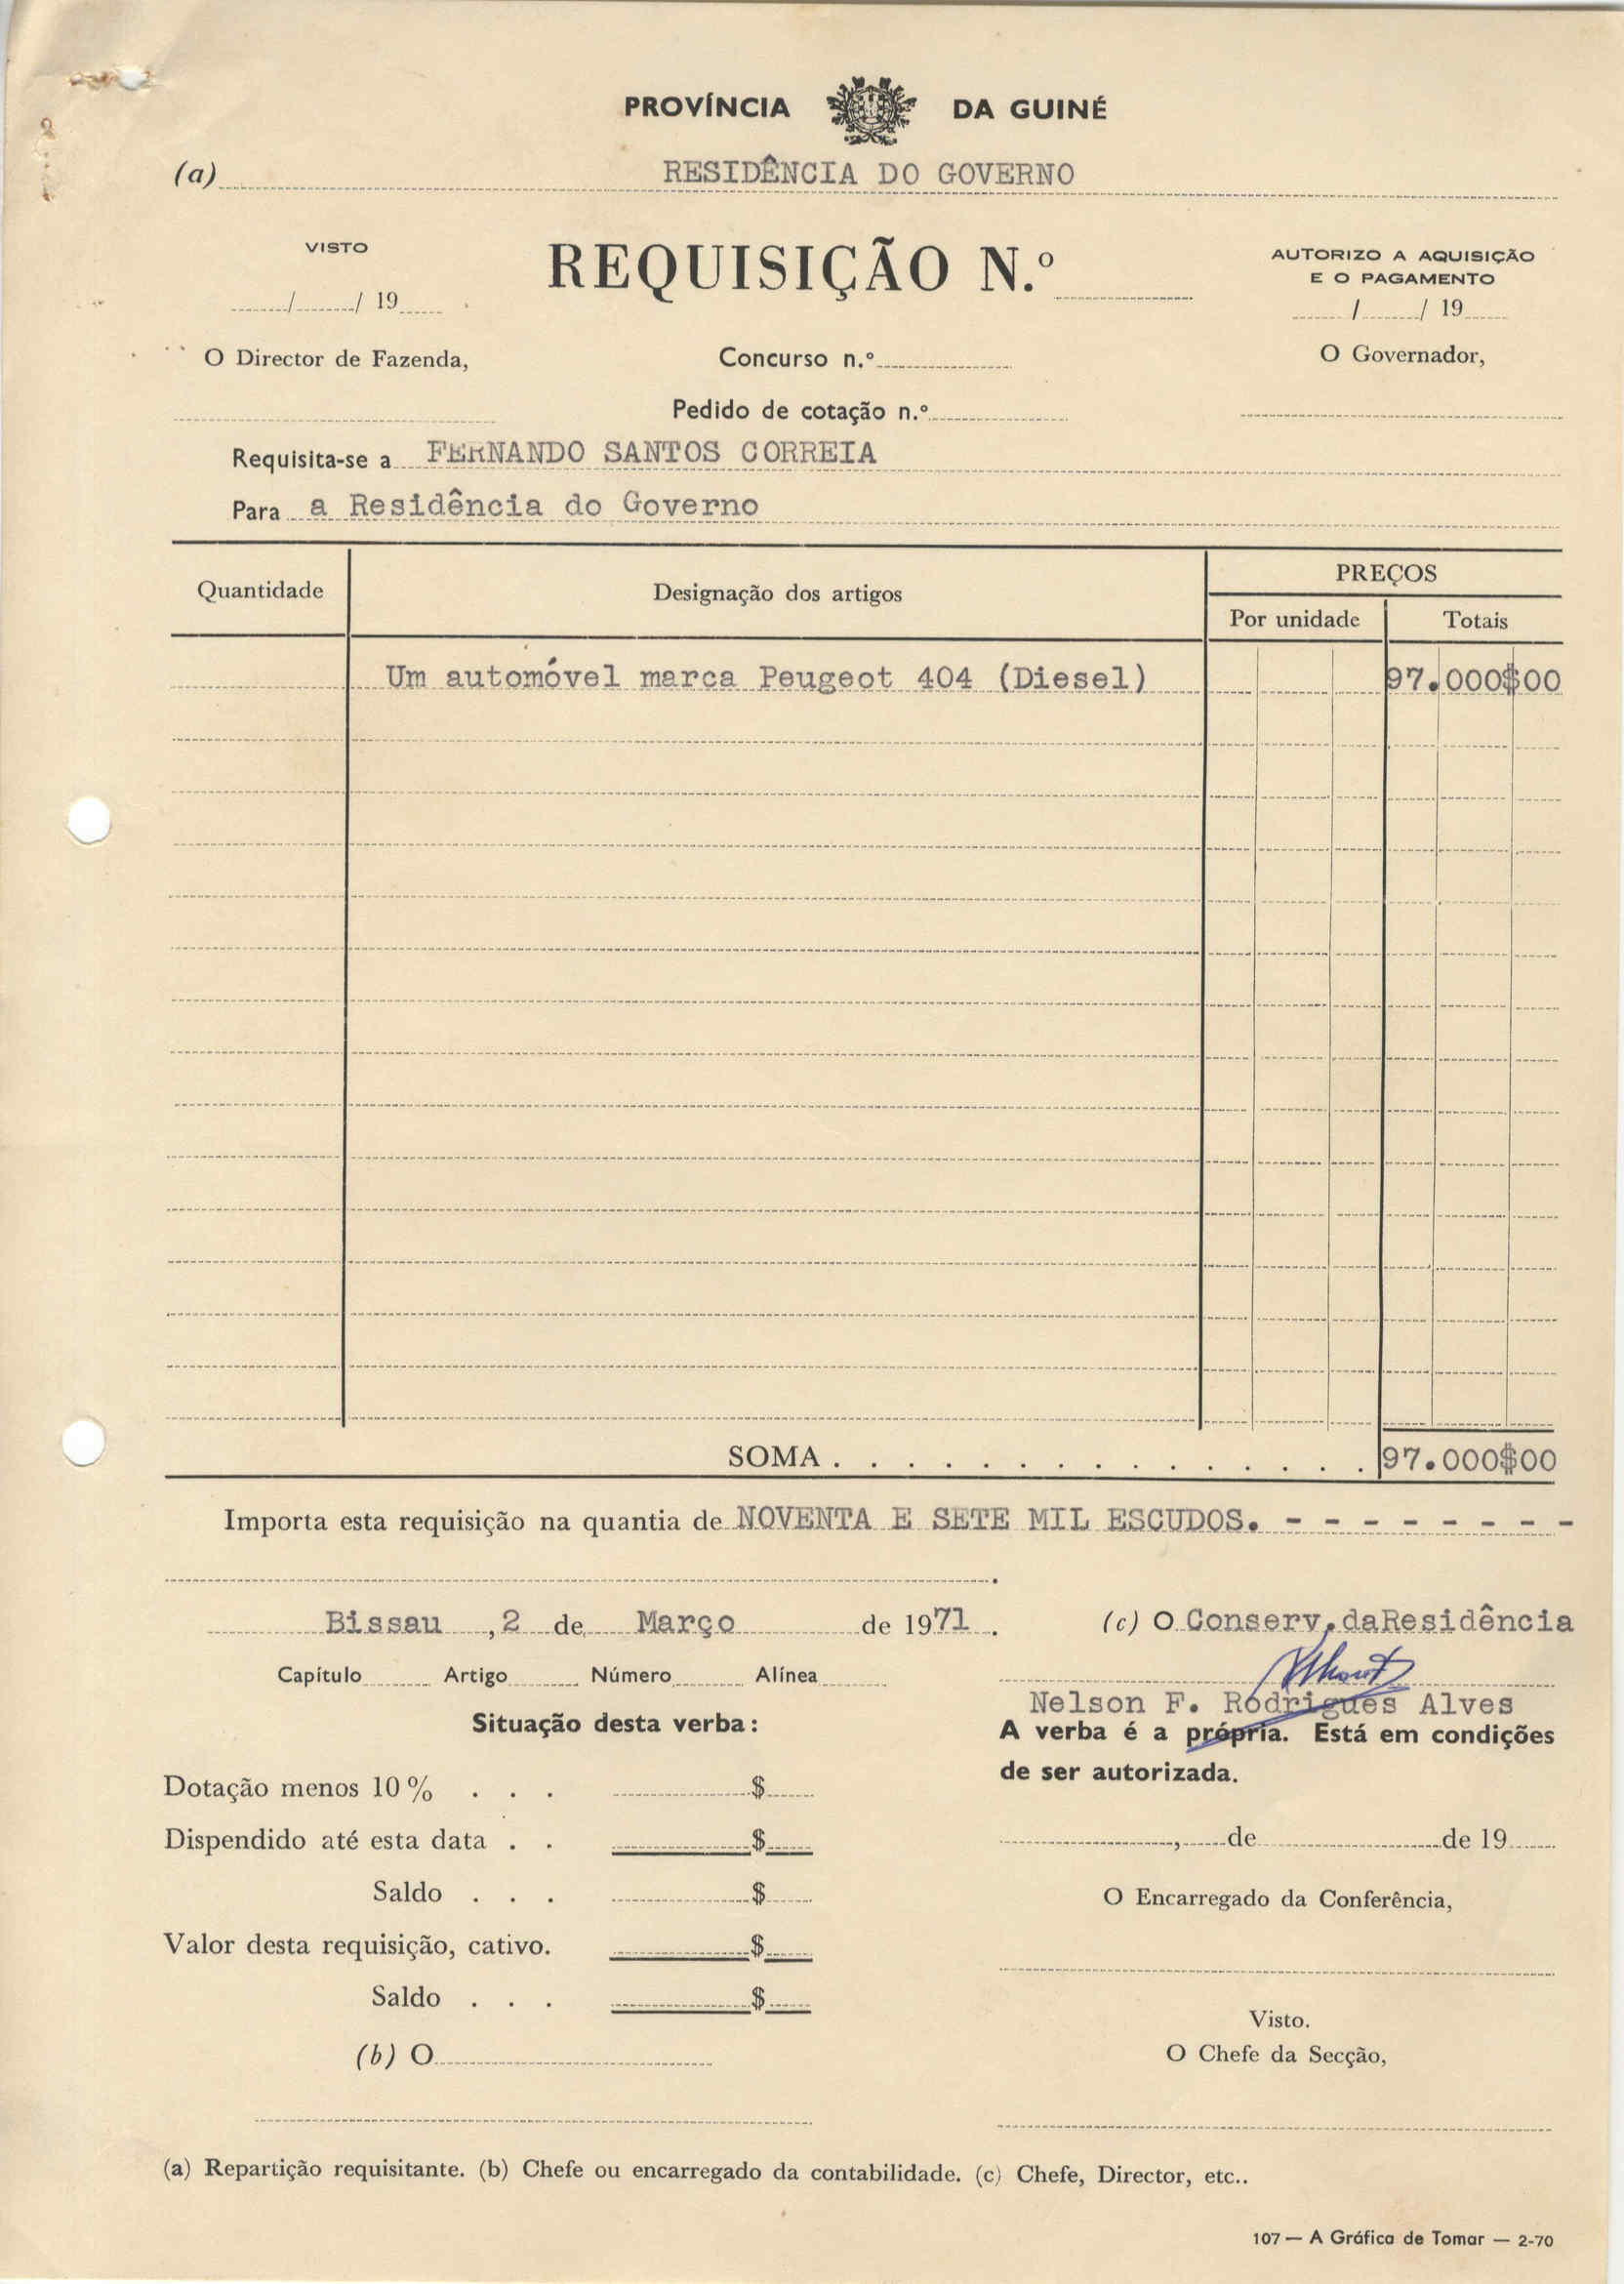 PROVÍNCIA DA GUINÉ
(a) RESIDÊNCIA DO GOVERNO
VISTO
/ / 19
O Director de Fazenda,
REQUISIÇÃO N.º
Concurso n.º
Pedido de cotação n.º
AUTORIZO A AQUISIÇÃO
E O PAGAMENTO
/ / 19
O Governador,
Requisita-se a FERNANDO SANTOS CORREIA
Para a Residência do Governo
Quantidade Designação dos artigos PREÇOS
Por unidade Totais
Um automóvel marca Peugeot 404 (Diesel) 97.000$00
SOMA . . . . . . . . . . . . . . . 97.000$00
Importa esta requisição na quantia de NOVENTA E SETE MIL ESCUDOS. - - - - - - - -
Bissau, 2 de Março de 1971.
(c) O Conserv. da Residência
Capítulo Artigo Número Alínea
Nelson F. Rodrigues Alves
Situação desta verba:
A verba é a própria. Está em condições
de ser autorizada.
Dotação menos 10% . . . $
Dispendido até esta data . . $
, de de 19
Saldo . . . $
O Encarregado da Conferência,
Valor desta requisição, cativo. $
Saldo . . . $
Visto.
(b) O
O Chefe da Secção,
(a) Repartição requisitante. (b) Chefe ou encarregado da contabilidade. (c) Chefe, Director, etc..
107 — A Gráfica de Tomar — 2-70